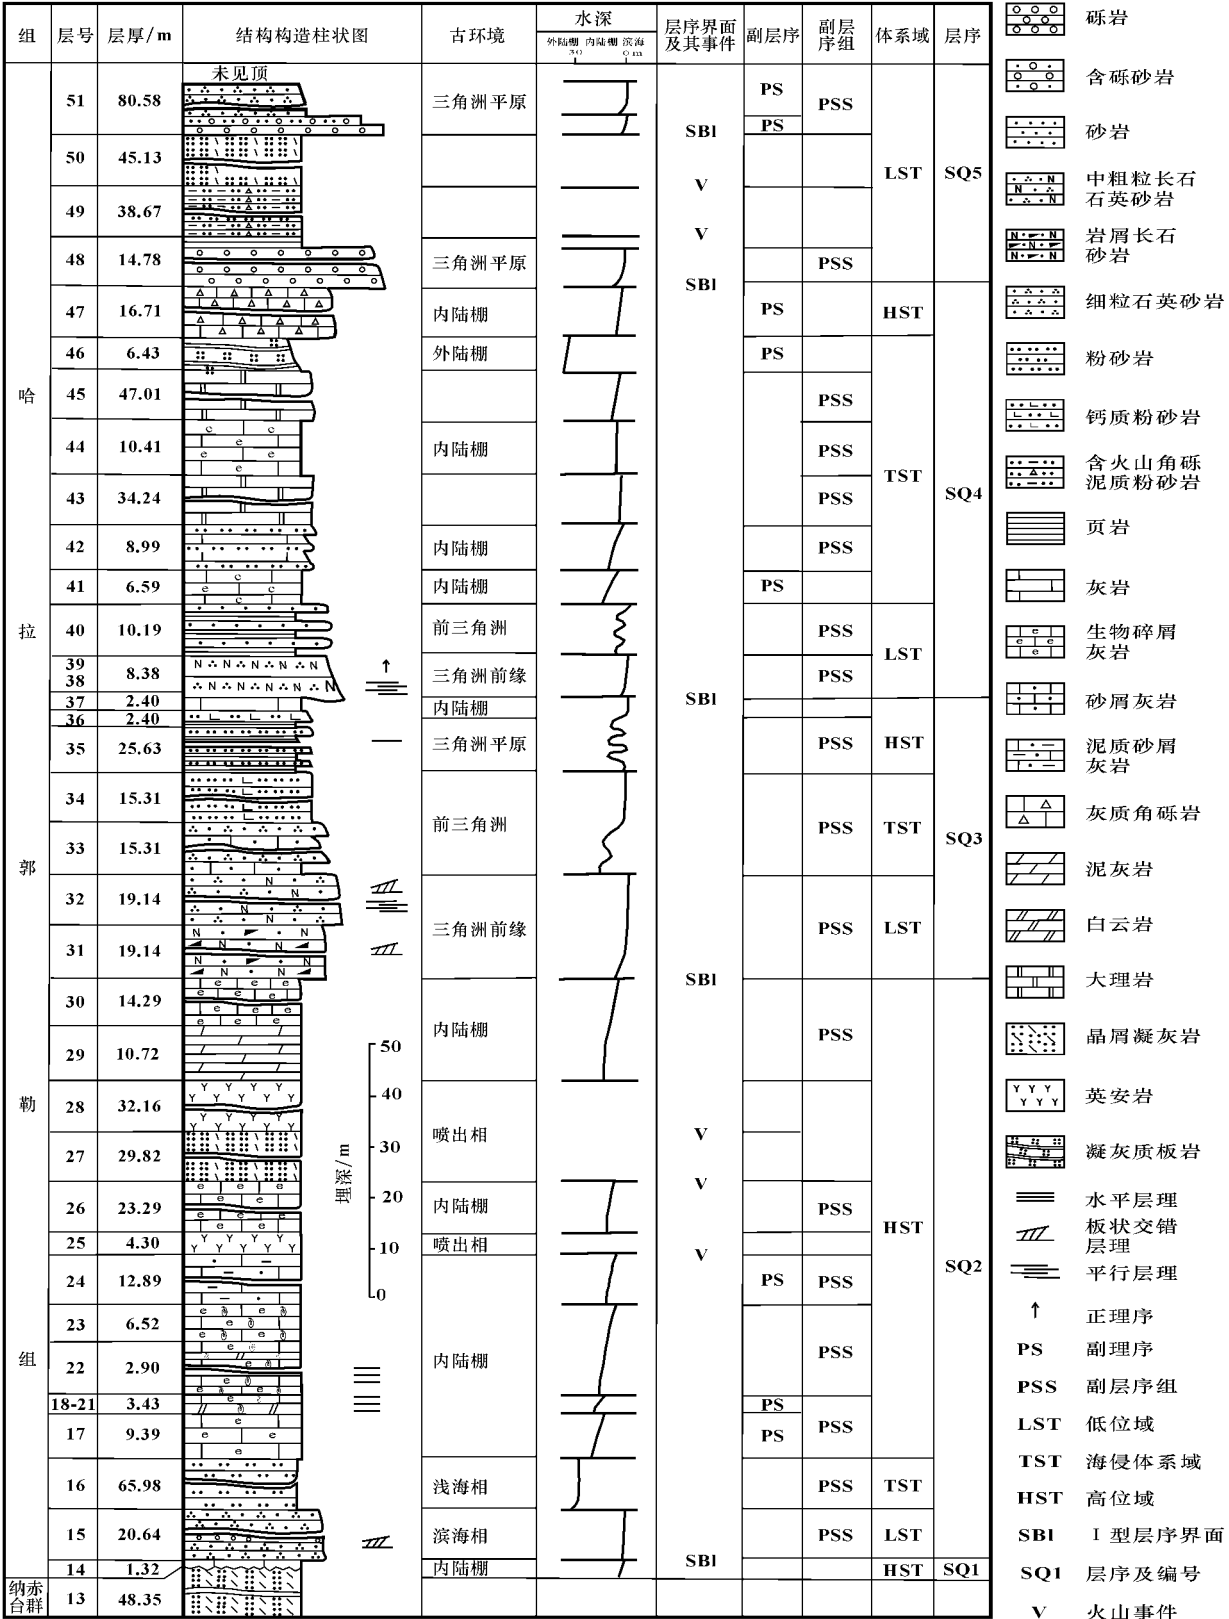 组 层号 层厚/m 结构构造柱状图 古环境 水深 层序界面及其事件 副层序 副层序组 体系域 层序
外陆棚 内陆棚 滨海
30 0 m
未见顶
51 80.58 三角洲平原 PS PSS
PS
SBI
50 45.13 LST SQ5
V
49 38.67
V
48 14.78 三角洲平原 PSS
SBI
47 16.71 内陆棚 PS HST
46 6.43 外陆棚 PS
哈 45 47.01 PSS
44 10.41 内陆棚 PSS
TST
43 34.24 PSS SQ4
42 8.99 内陆棚 PSS
41 6.59 内陆棚 PS
拉 40 10.19 前三角洲 PSS
LST
39
38 8.38 三角洲前缘 PSS
SBI
37 2.40 内陆棚
36 2.40
35 25.63 三角洲平原 PSS HST
34 15.31
前三角洲 PSS TST
33 15.31 SQ3
郭
32 19.14
三角洲前缘 PSS LST
31 19.14
SBI
30 14.29
内陆棚 PSS
29 10.72
勒 28 32.16
喷出相 V
27 29.82
V
26 23.29 内陆棚 PSS
HST
25 4.30 喷出相
V SQ2
24 12.89 PS PSS
23 6.52
组 22 2.90 内陆棚 PSS
18-21 3.43 PS
17 9.39 PS PSS
16 65.98 浅海相 PSS TST
15 20.64 滨海相 PSS LST
SBI
14 1.32 内陆棚 HST SQ1
纳赤
台群 13 48.35
埋深/m
50
40
30
20
10
0
砾岩
含砾砂岩
砂岩
中粗粒长石
石英砂岩
岩屑长石
砂岩
细粒石英砂岩
粉砂岩
钙质粉砂岩
含火山角砾
泥质粉砂岩
页岩
灰岩
生物碎屑
灰岩
砂屑灰岩
泥质砂屑
灰岩
灰质角砾岩
泥灰岩
白云岩
大理岩
晶屑凝灰岩
英安岩
凝灰质板岩
水平层理
板状交错
层理
平行层理
正理序
PS 副理序
PSS 副层序组
LST 低位域
TST 海侵体系域
HST 高位域
SBI I 型层序界面
SQ1 层序及编号
V 火山事件